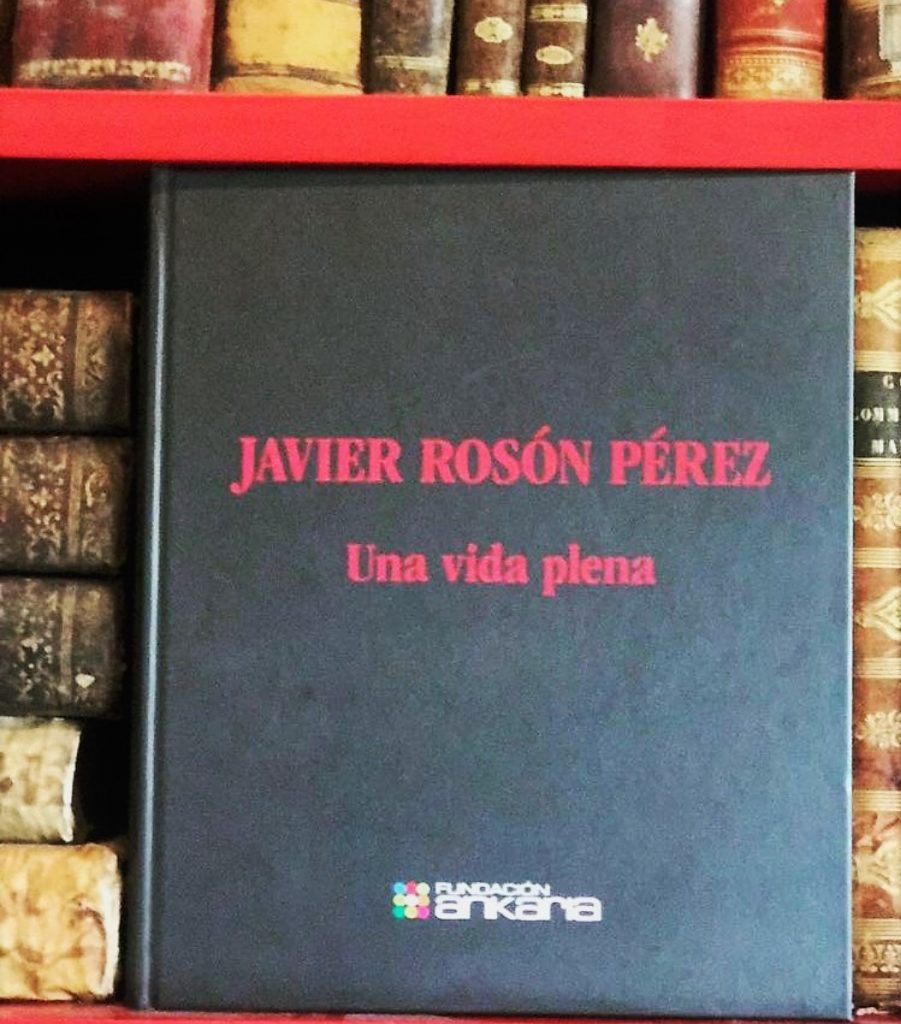 JAVIER ROSÓN PÉREZ
Una vida plena
FUNDACIÓN
ankaria